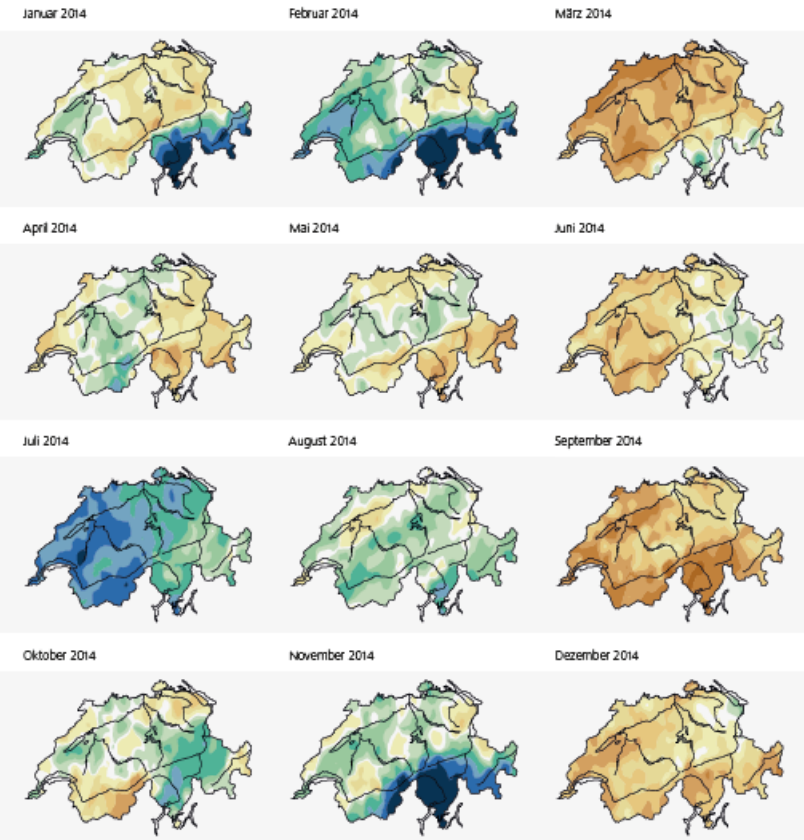 Januar 2014
Februar 2014
März 2014
April 2014
Mai 2014
Juni 2014
Juli 2014
August 2014
September 2014
Oktober 2014
November 2014
Dezember 2014